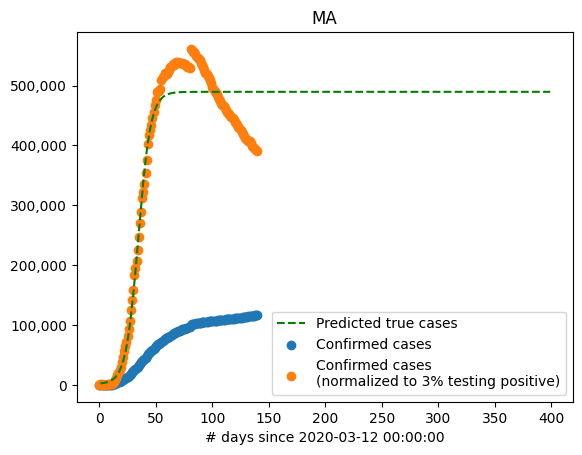 MA
500,000
400,000
300,000
200,000
100,000
0
Predicted true cases
Confirmed cases
Confirmed cases
(normalized to 3% testing positive)
0 50 100 150 200 250 300 350 400
# days since 2020-03-12 00:00:00